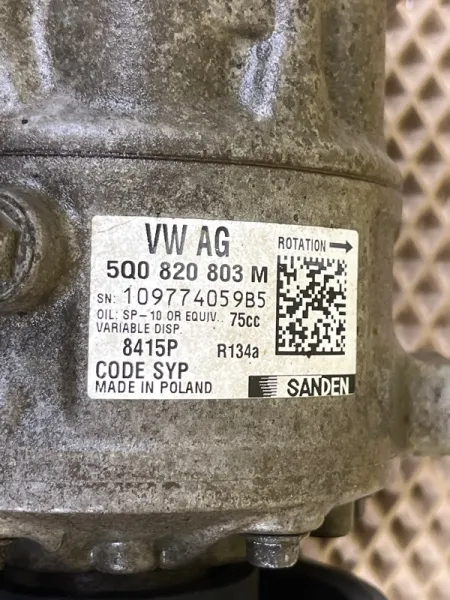 VW AG
ROTATION →
5Q0 820 803 M
SN: 109774059B5
OIL: SP-10 OR EQUIV. 75CC
VARIABLE DISP.
8415P R134a
CODE SYP
MADE IN POLAND
SANDEN